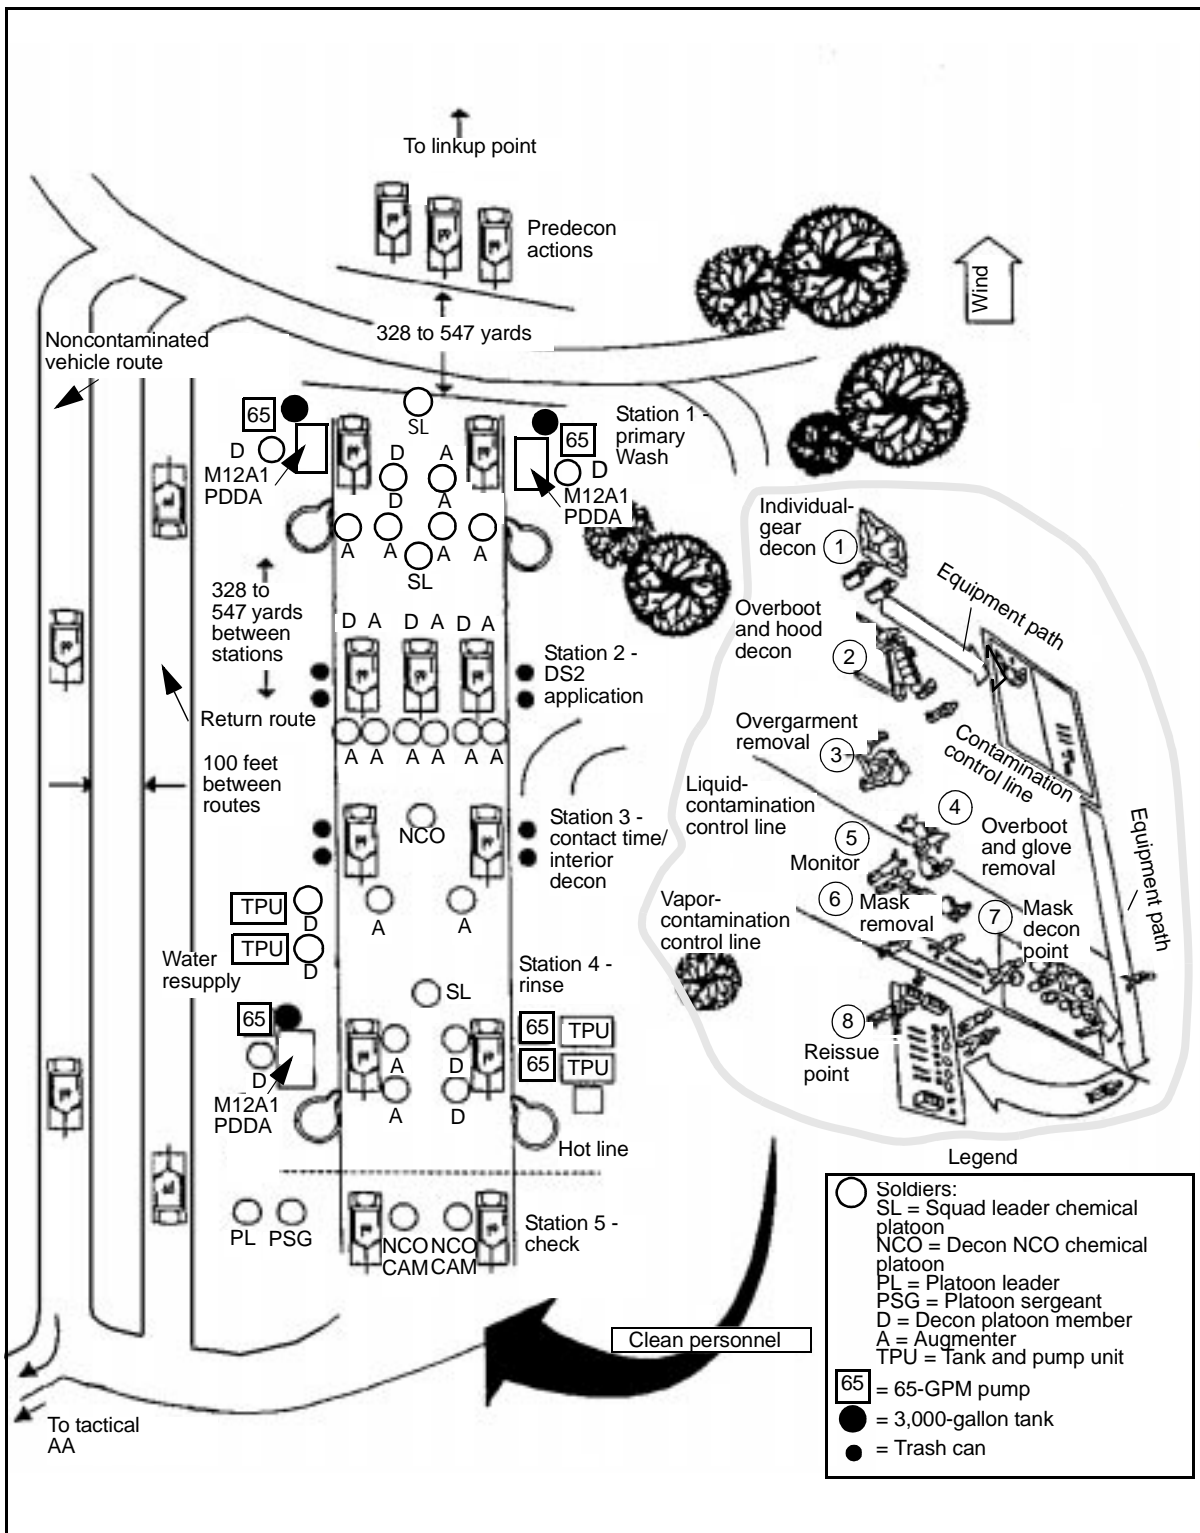 To linkup point
Predecon
actions
Wind
328 to 547 yards
Noncontaminated
vehicle route
65
SL
D
M12A1
PDDA
D
A
D
A
65
D
M12A1
PDDA
Station 1 -
primary
Wash
A
A
A
A
SL
328 to
547 yards
between
stations
D A
D A
D A
Station 2 -
DS2
application
Return route
A A
A A
A A
100 feet
between
routes
NCO
Station 3 -
contact time/
interior
decon
A
A
TPU
D
TPU
D
Water
resupply
SL
Station 4 -
rinse
65
D
M12A1
PDDA
A
D
A
D
65
TPU
65
TPU
Hot line
PL
PSG
NCO
CAM
NCO
CAM
Station 5 -
check
Clean personnel
To tactical
AA
Individual-
gear
decon
1
Equipment path
Overboot
and hood
decon
2
Overgarment
removal
3
Contamination
control line
Liquid-
contamination
control line
4
Overboot
and glove
removal
5
Monitor
Equipment path
6
Mask
removal
7
Mask
decon
point
Vapor-
contamination
control line
8
Reissue
point
Legend
Soldiers:
SL = Squad leader chemical
platoon
NCO = Decon NCO chemical
platoon
PL = Platoon leader
PSG = Platoon sergeant
D = Decon platoon member
A = Augmenter
TPU = Tank and pump unit
65 = 65-GPM pump
= 3,000-gallon tank
= Trash can